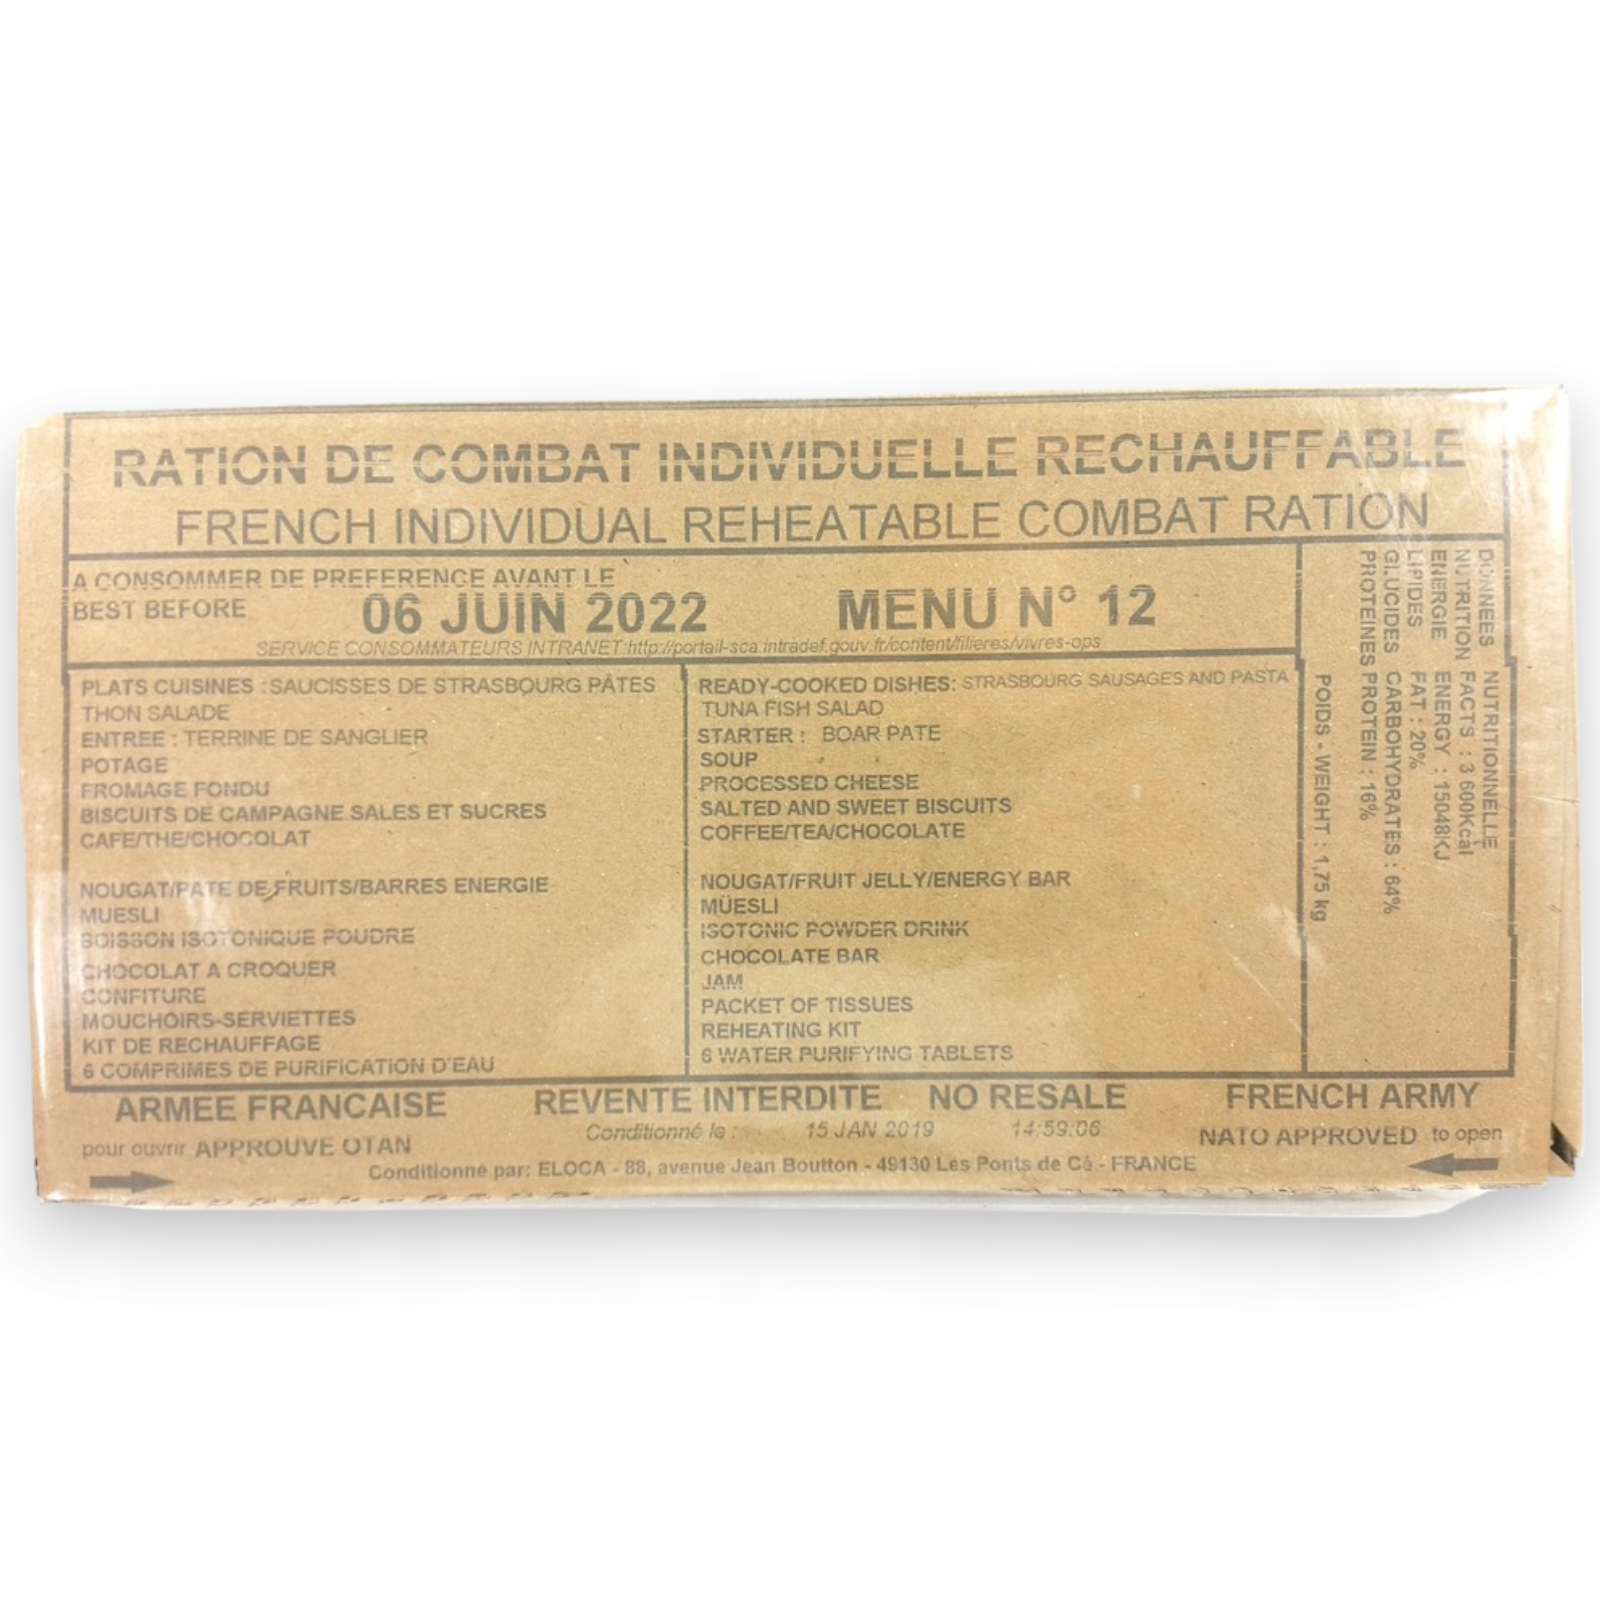 RATION DE COMBAT INDIVIDUELLE RECHAUFFABLE
FRENCH INDIVIDUAL REHEATABLE COMBAT RATION
A CONSOMMER DE PREFERENCE AVANT LE
BEST BEFORE 06 JUIN 2022 MENU N° 12
SERVICE CONSOMMATEURS INTRANET:http://portail-sca.intradef.gouv.fr/content/filieres/vivres-ops
PLATS CUISINES : SAUCISSES DE STRASBOURG PÂTES
THON SALADE
ENTREE : TERRINE DE SANGLIER
POTAGE
FROMAGE FONDU
BISCUITS DE CAMPAGNE SALES ET SUCRES
CAFE/THE/CHOCOLAT
NOUGAT/PATE DE FRUITS/BARRES ENERGIE
MUESLI
BOISSON ISOTONIQUE POUDRE
CHOCOLAT A CROQUER
CONFITURE
MOUCHOIRS-SERVIETTES
KIT DE RECHAUFFAGE
6 COMPRIMES DE PURIFICATION D'EAU
READY-COOKED DISHES: STRASBOURG SAUSAGES AND PASTA
TUNA FISH SALAD
STARTER : BOAR PATE
SOUP
PROCESSED CHEESE
SALTED AND SWEET BISCUITS
COFFEE/TEA/CHOCOLATE
NOUGAT/FRUIT JELLY/ENERGY BAR
MÜESLI
ISOTONIC POWDER DRINK
CHOCOLATE BAR
JAM
PACKET OF TISSUES
REHEATING KIT
6 WATER PURIFYING TABLETS
DONNEES NUTRITIONNELLE
NUTRITION FACTS : 3 600Kcal
ENERGIE ENERGY : 15048KJ
LIPIDES FAT : 20%
GLUCIDES CARBOHYDRATES : 64%
PROTEINES PROTEIN : 16%
POIDS - WEIGHT : 1,75 kg
ARMEE FRANCAISE REVENTE INTERDITE NO RESALE FRENCH ARMY
Conditionné le : 15 JAN 2019 14:59:06
pour ouvrir APPROUVE OTAN NATO APPROVED to open
Conditionné par: ELOCA - 88, avenue Jean Boutton - 49130 Les Ponts de Cé - FRANCE